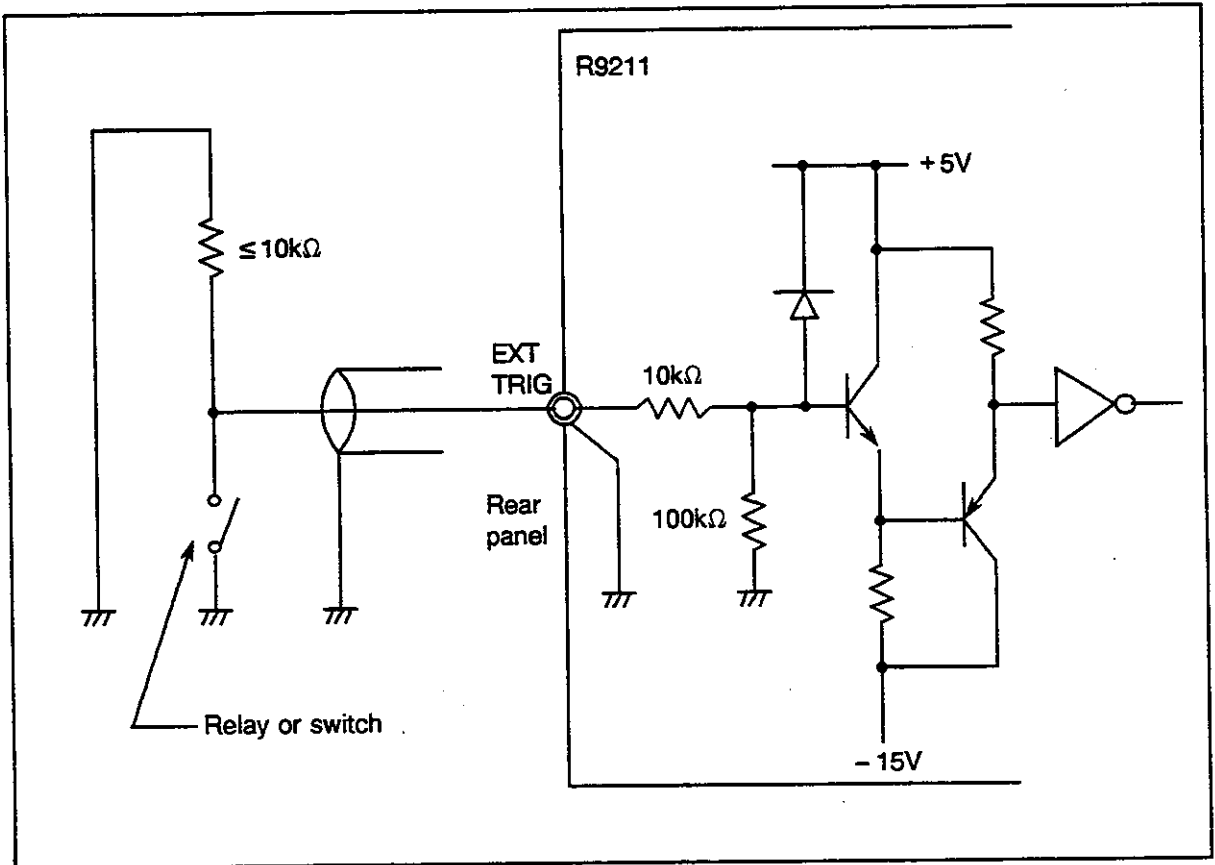 R9211
+5V
≤ 10kΩ
EXT
TRIG
10kΩ
Rear
panel
100kΩ
Relay or switch
– 15V